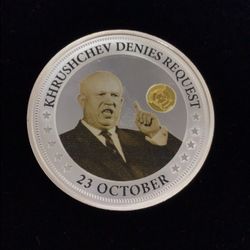 KHRUSHCHEV DENIES REQUEST
23 OCTOBER